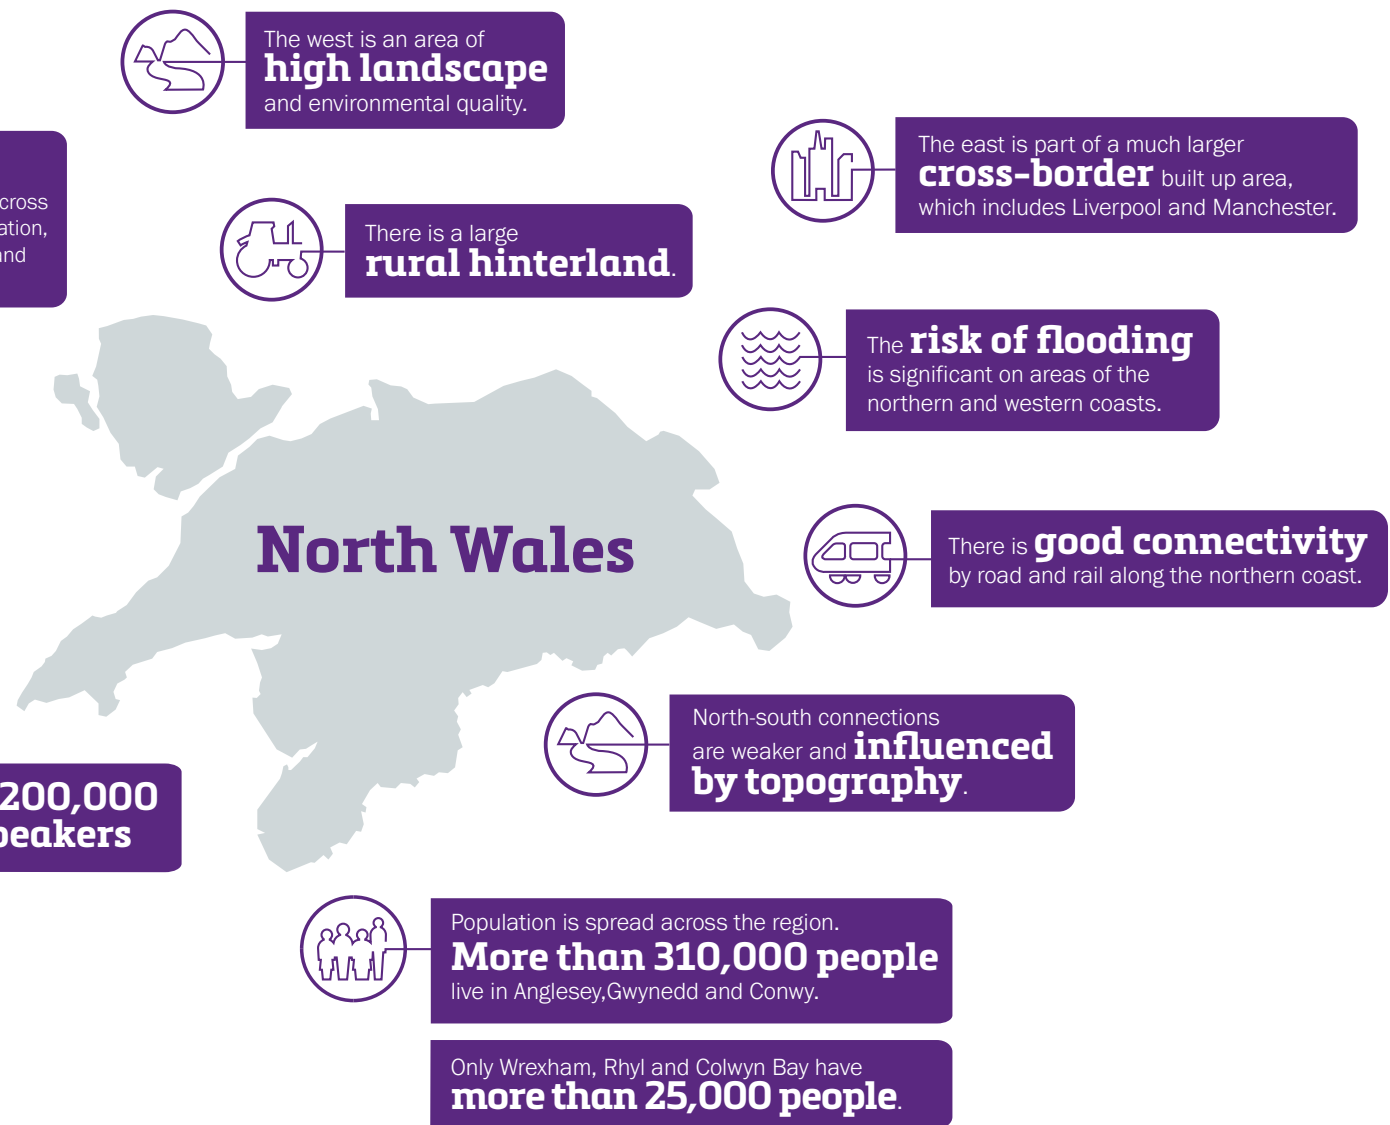 The west is an area of
high landscape
and environmental quality.
The east is part of a much larger
cross-border built up area,
which includes Liverpool and Manchester.
cross
and
There is a large
rural hinterland.
The risk of flooding
is significant on areas of the
northern and western coasts.
North Wales
There is good connectivity
by road and rail along the northern coast.
North-south connections
are weaker and influenced
by topography.
200,000
Population is spread across the region.
More than 310,000 people
live in Anglesey,Gwynedd and Conwy.
Only Wrexham, Rhyl and Colwyn Bay have
more than 25,000 people.